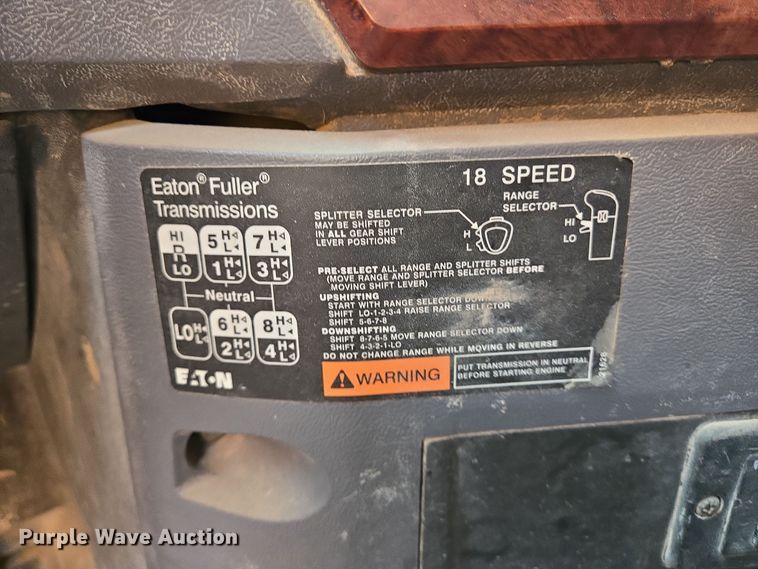 Eaton® Fuller®
Transmissions
18 SPEED
SPLITTER SELECTOR
MAY BE SHIFTED
IN ALL GEAR SHIFT
LEVER POSITIONS
H
L
RANGE
SELECTOR
HI
LO
HI
R
LO
5 H L
7 H L
1 H L
3 H L
Neutral
LO H L
6 H L
8 H L
2 H L
4 H L
PRE-SELECT ALL RANGE AND SPLITTER SHIFTS
(MOVE RANGE AND SPLITTER SELECTOR BEFORE
MOVING SHIFT LEVER)
UPSHIFTING
START WITH RANGE SELECTOR DOWN
SHIFT LO-1-2-3-4 RAISE RANGE SELECTOR
SHIFT 5-6-7-8
DOWNSHIFTING
SHIFT 8-7-6-5 MOVE RANGE SELECTOR DOWN
SHIFT 4-3-2-1-LO
DO NOT CHANGE RANGE WHILE MOVING IN REVERSE
EATON
WARNING
PUT TRANSMISSION IN NEUTRAL
BEFORE STARTING ENGINE
Purple Wave Auction